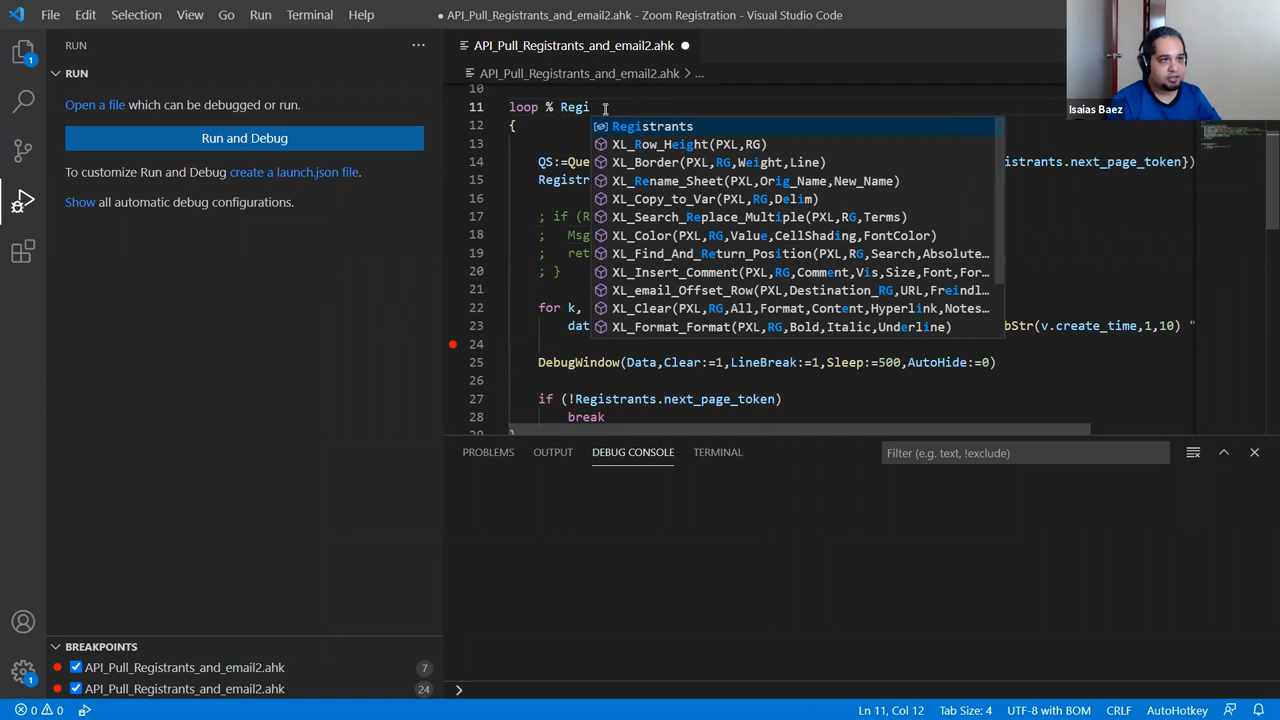 File Edit Selection View Go Run Terminal Help
● API_Pull_Registrants_and_email2.ahk - Zoom Registration - Visual Studio Code
Isaias Baez
RUN
RUN
Open a file which can be debugged or run.
Run and Debug
To customize Run and Debug create a launch.json file.
Show all automatic debug configurations.
BREAKPOINTS
API_Pull_Registrants_and_email2.ahk 7
API_Pull_Registrants_and_email2.ahk 24
API_Pull_Registrants_and_email2.ahk ●
API_Pull_Registrants_and_email2.ahk > ...
10
11 loop % Regi
12 {
13
14 QS:=Que istrants.next_page_token})
15 Registr
16
17 ; if (R
18 ; Msg
19 ; ret
20 ; }
21
22 for k,
23 dat bStr(v.create_time,1,10) "
24
25 DebugWindow(Data,Clear:=1,LineBreak:=1,Sleep:=500,AutoHide:=0)
26
27 if (!Registrants.next_page_token)
28 break
Registrants
XL_Row_Height(PXL,RG)
XL_Border(PXL,RG,Weight,Line)
XL_Rename_Sheet(PXL,Orig_Name,New_Name)
XL_Copy_to_Var(PXL,RG,Delim)
XL_Search_Replace_Multiple(PXL,RG,Terms)
XL_Color(PXL,RG,Value,CellShading,FontColor)
XL_Find_And_Return_Position(PXL,RG,Search,Absolute…
XL_Insert_Comment(PXL,RG,Comment,Vis,Size,Font,For…
XL_email_Offset_Row(PXL,Destination_RG,URL,Freindl…
XL_Clear(PXL,RG,All,Format,Content,Hyperlink,Notes…
XL_Format_Format(PXL,RG,Bold,Italic,Underline)
PROBLEMS OUTPUT DEBUG CONSOLE TERMINAL
Filter (e.g. text, !exclude)
>
0 0 Ln 11, Col 12 Tab Size: 4 UTF-8 with BOM CRLF AutoHotkey